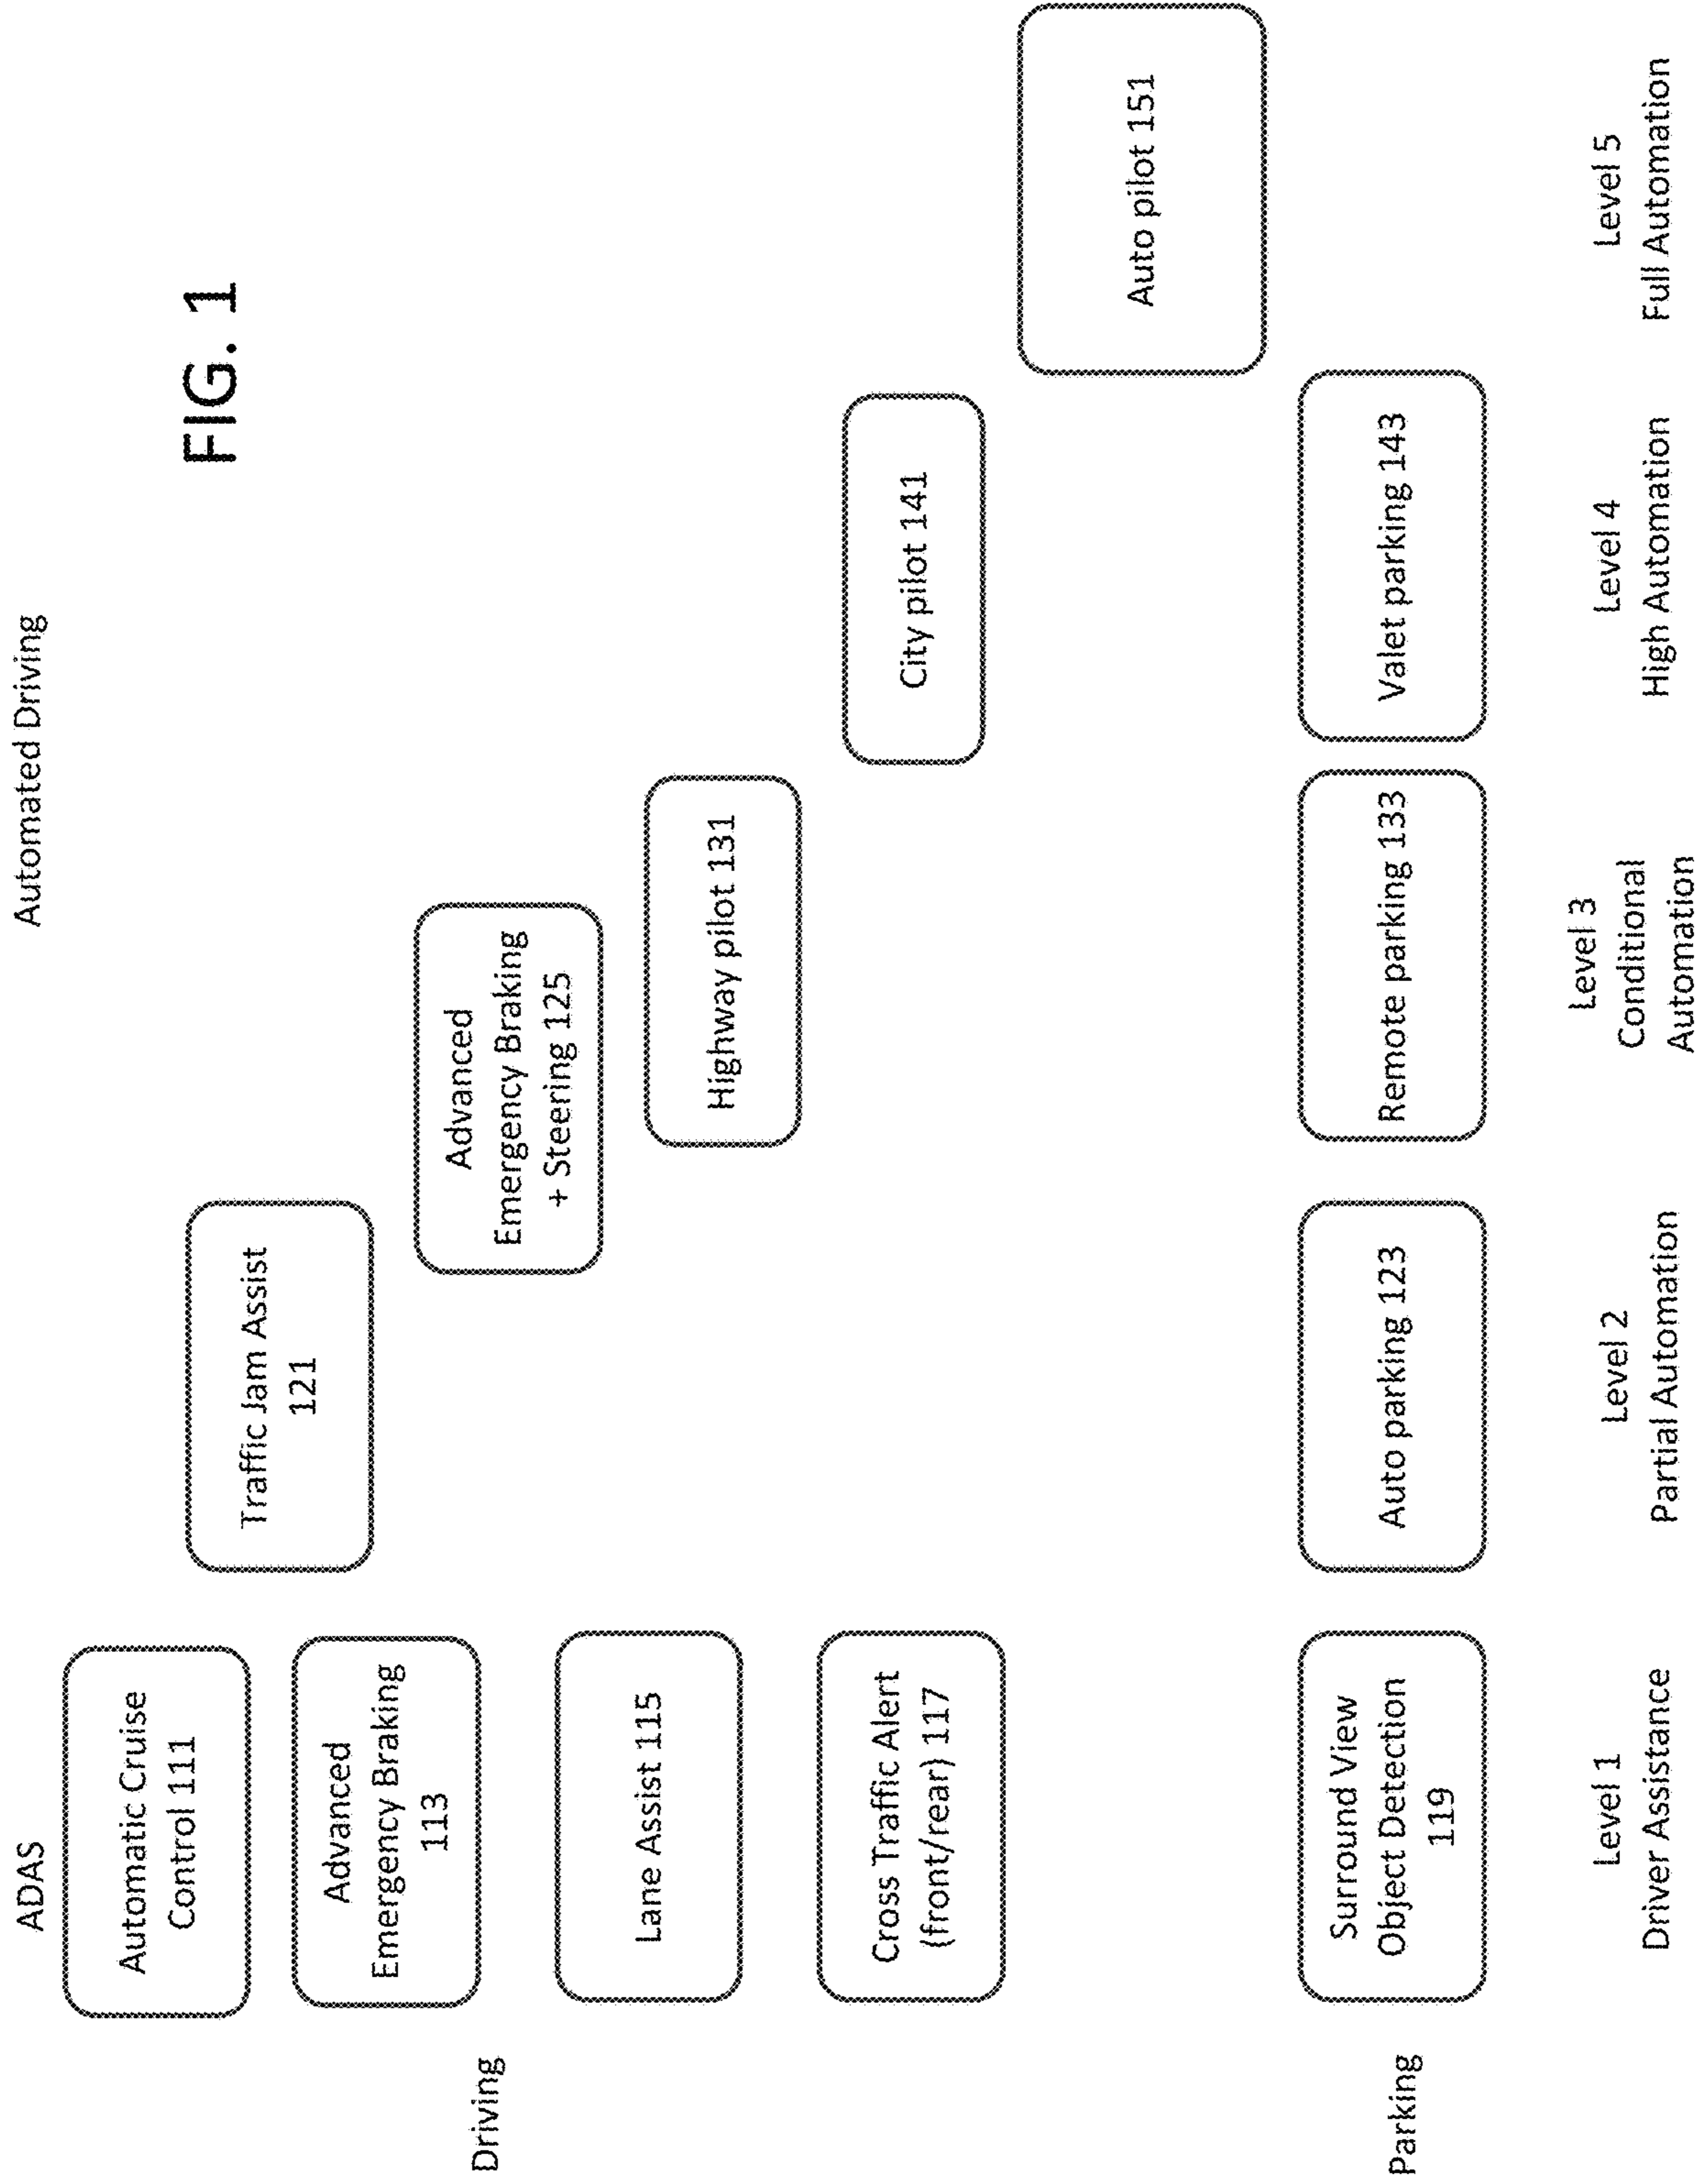 FIG. 1
ADAS
Automated Driving
Driving
Automatic Cruise
Control 111
Advanced
Emergency Braking
113
Lane Assist 115
Cross Traffic Alert
(front/rear) 117
Traffic Jam Assist
121
Advanced
Emergency Braking
+ Steering 125
Highway pilot 131
City pilot 141
Auto pilot 151
Parking
Surround View
Object Detection
119
Auto parking 123
Remote parking 133
Valet parking 143
Level 1
Driver Assistance
Level 2
Partial Automation
Level 3
Conditional
Automation
Level 4
High Automation
Level 5
Full Automation